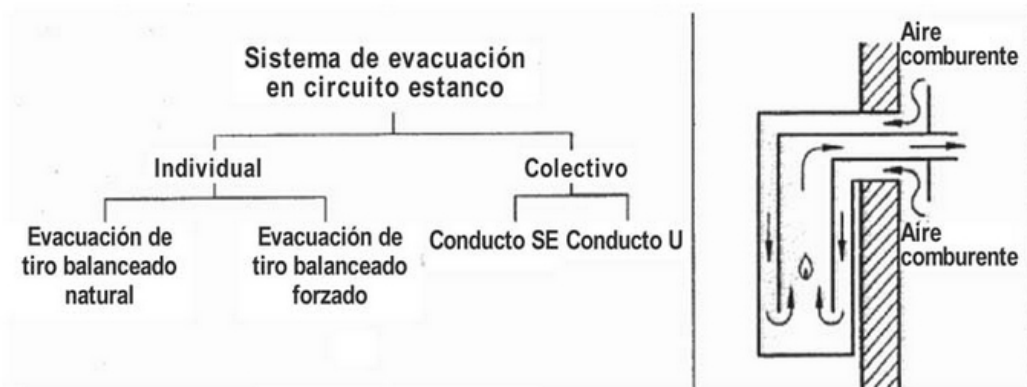 Sistema de evacuación
en circuito estanco
Individual
Colectivo
Evacuación de
tiro balanceado
natural
Evacuación de
tiro balanceado
forzado
Conducto SE Conducto U
Aire
comburente
Aire
comburente